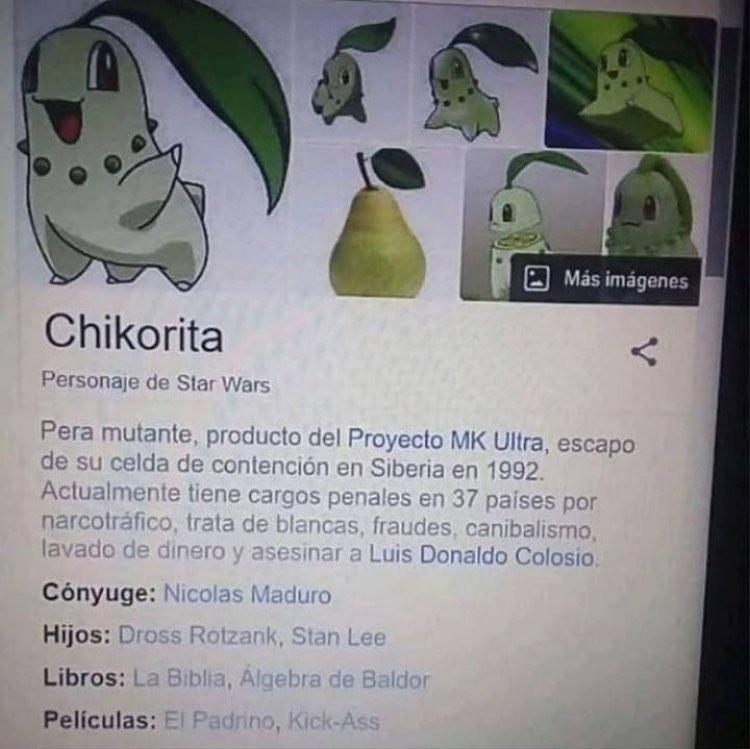 Más imágenes
Chikorita
Personaje de Star Wars
Pera mutante, producto del Proyecto MK Ultra, escapo
de su celda de contención en Siberia en 1992.
Actualmente tiene cargos penales en 37 países por
narcotráfico, trata de blancas, fraudes, canibalismo,
lavado de dinero y asesinar a Luis Donaldo Colosio.
Cónyuge: Nicolas Maduro
Hijos: Dross Rotzank, Stan Lee
Libros: La Biblia, Álgebra de Baldor
Películas: El Padrino, Kick-Ass